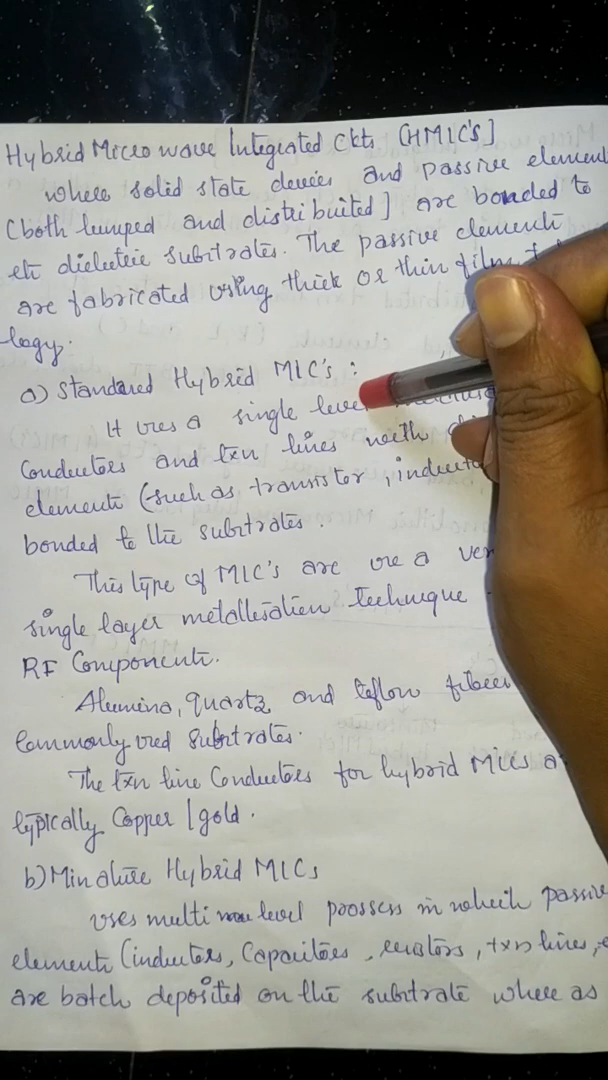 Hybrid Micro wave Integrated Ckts [HMIC's]
where solid state devices and passive element
(both lumped and distribuited] are bonded to
dielectric substrates. The passive elements
are fabricated using thick or thin film
logy.
a) Standared Hybrid MIC's :
It uses a single level
Conductors and txn lines with
elements (such as transistor, inductor
bonded to the substrates.
This type of MIC's are use a ver
single layer metallisation technique
RF Components.
Alumina, quartz and teflon fiber
Commonly used substrates.
The txn line Conductors for hybrid MICs a
typically Copper / gold.
b) Miniature Hybrid MICs
uses multi level prossess in which passive
elements (inductors, Capacitors, resistors, txn lines,
are batch deposited on the substrate where as